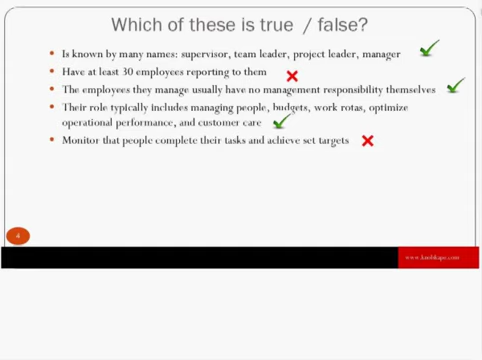 Which of these is true / false?
Is known by many names: supervisor, team leader, project leader, manager
Have at least 30 employees reporting to them
The employees they manage usually have no management responsibility themselves
Their role typically includes managing people, budgets, work rotas, optimize
operational performance, and customer care
Monitor that people complete their tasks and achieve set targets
4